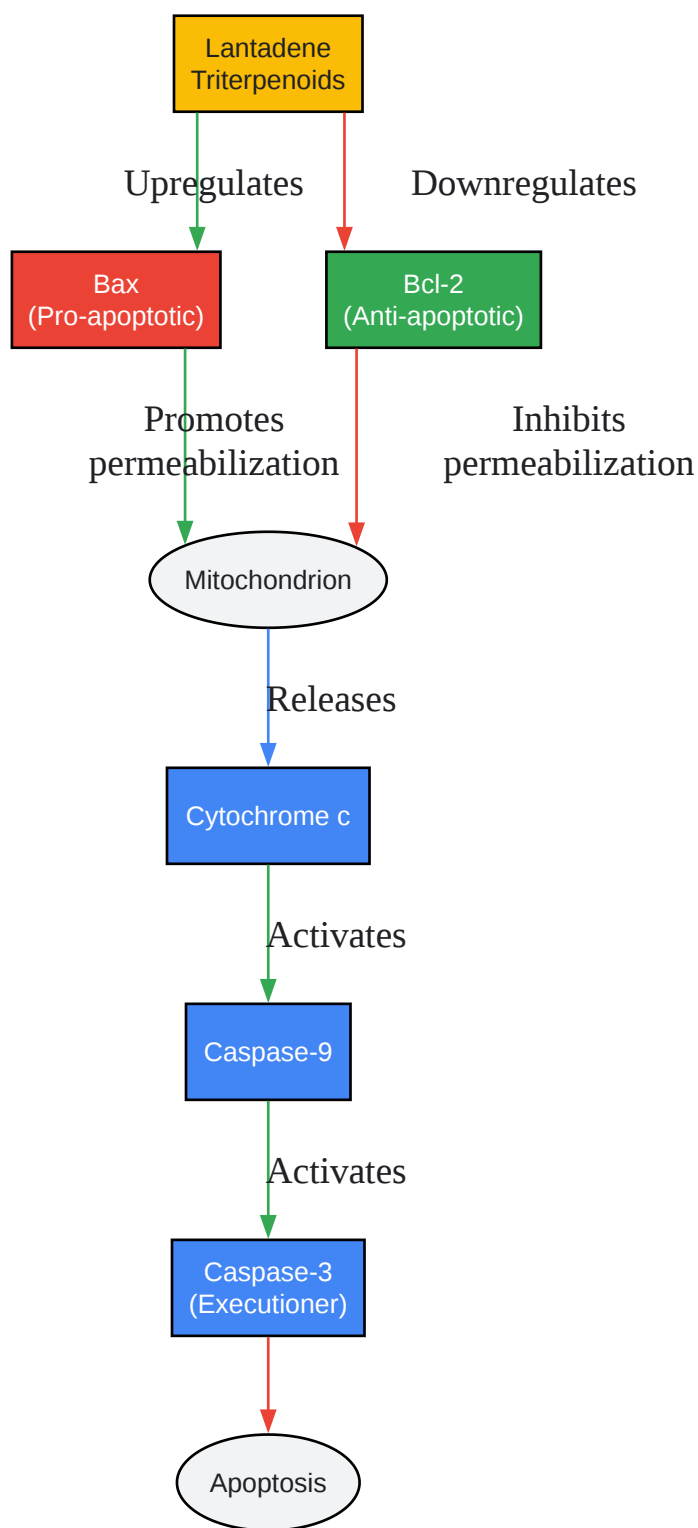 Lantadene
Triterpenoids
Upregulates
Downregulates
Bax
(Pro-apoptotic)
Bcl-2
(Anti-apoptotic)
Promotes
permeabilization
Inhibits
permeabilization
Mitochondrion
Releases
Cytochrome c
Activates
Caspase-9
Activates
Caspase-3
(Executioner)
Apoptosis